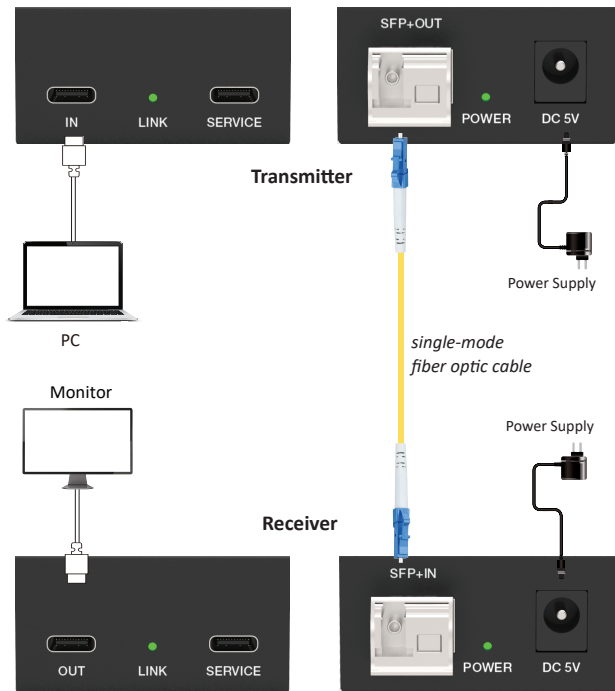 SFP+OUT
IN LINK SERVICE
POWER DC 5V
Transmitter
Power Supply
PC
single-mode
fiber optic cable
Monitor
Power Supply
Receiver
SFP+IN
OUT LINK SERVICE
POWER DC 5V